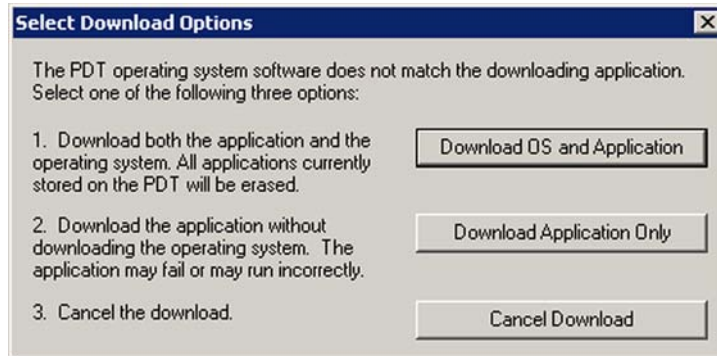 Select Download Options
The PDT operating system software does not match the downloading application.
Select one of the following three options:
1. Download both the application and the
operating system. All applications currently
stored on the PDT will be erased.
Download OS and Application
2. Download the application without
downloading the operating system. The
application may fail or may run incorrectly.
Download Application Only
3. Cancel the download.
Cancel Download